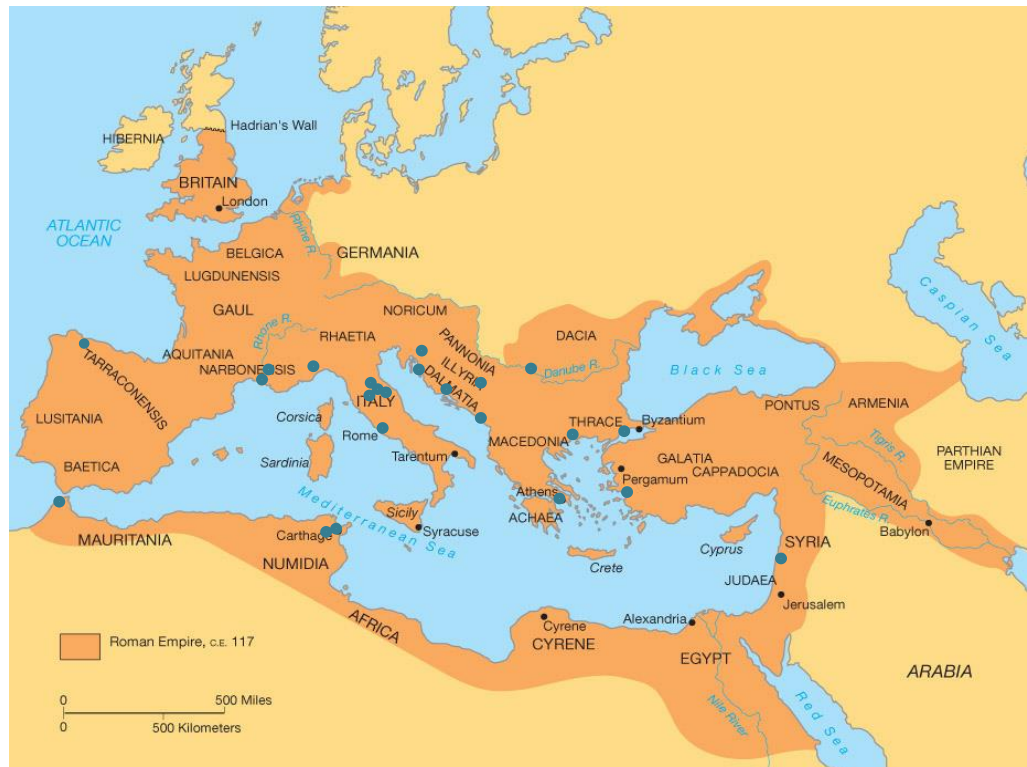 HIBERNIA
Hadrian's Wall
BRITAIN
London
ATLANTIC
OCEAN
Rhine R.
BELGICA
GERMANIA
LUGDUNENSIS
GAUL
NORICUM
Caspian Sea
Rhone R.
RHAETIA
PANNONIA
DACIA
AQUITANIA
TARRACONENSIS
NARBONENSIS
ILLYRIA
Danube R.
Black Sea
DALMATIA
LUSITANIA
Corsica
ITALY
PONTUS
ARMENIA
THRACE
Byzantium
Rome
MACEDONIA
Tigris R.
PARTHIAN
EMPIRE
BAETICA
Sardinia
Tarentum
GALATIA
CAPPADOCIA
Pergamum
MESOPOTAMIA
Athens
Mediterranean Sea
Sicily
ACHAEA
Euphrates R.
Babylon
MAURITANIA
Carthage
Syracuse
Cyprus
SYRIA
NUMIDIA
Crete
JUDAEA
Jerusalem
AFRICA
Cyrene
Alexandria
CYRENE
EGYPT
ARABIA
Nile River
Red Sea
Roman Empire, C.E. 117
0 500 Miles
0 500 Kilometers